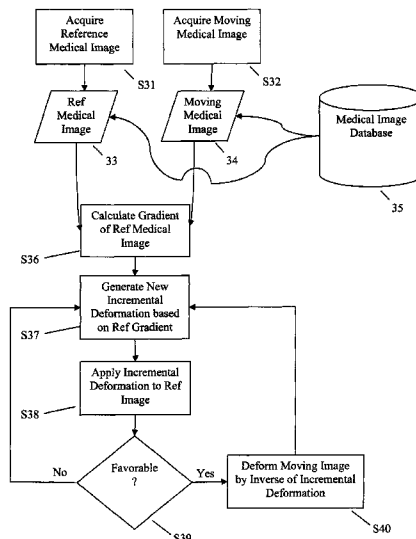 Acquire
Reference
Medical Image
Acquire Moving
Medical Image
S31
S32
Ref
Medical
Image
Moving
Medical
Image
Medical Image
Database
33
34
35
Calculate Gradient
of Ref Medical
Image
S36
Generate New
Incremental
Deformation based
on Ref Gradient
S37
Apply Incremental
Deformation to Ref
Image
S38
No
Favorable
?
Yes
Deform Moving Image
by Inverse of Incremental
Deformation
S39
S40